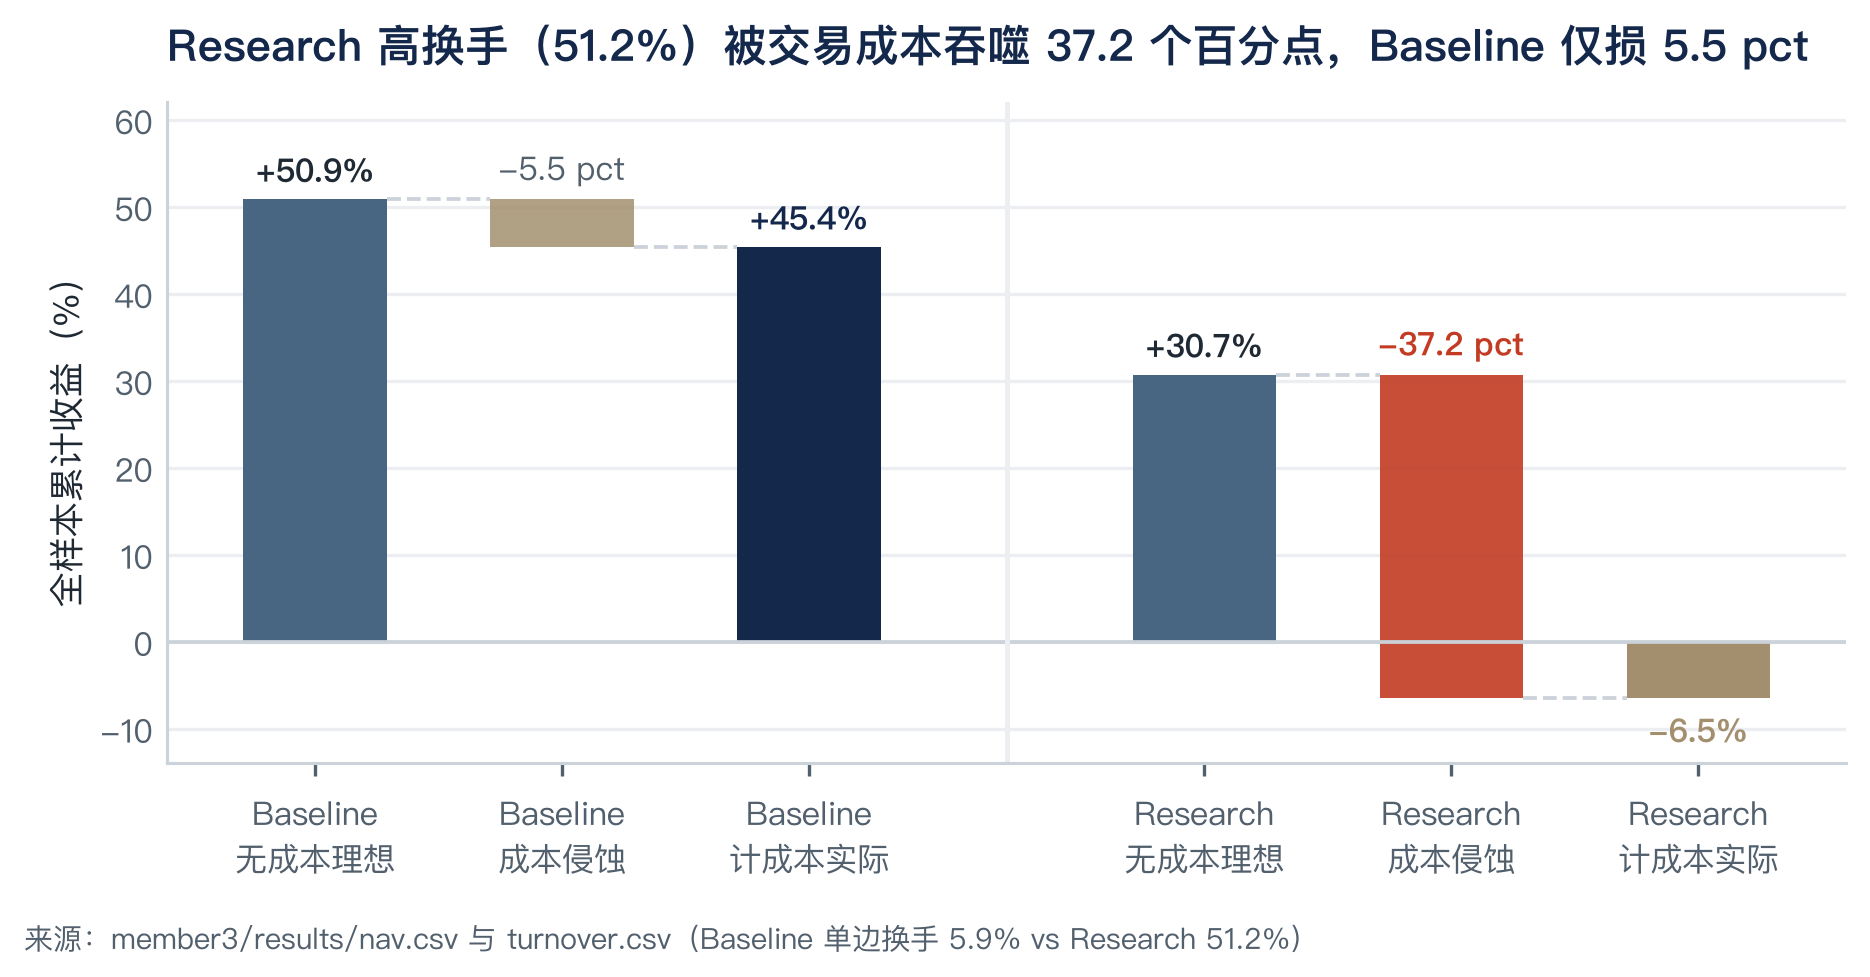 Research 高换手（51.2%）被交易成本吞噬 37.2 个百分点，Baseline 仅损 5.5 pct
全样本累计收益（%）
60
50
40
30
20
10
0
−10
+50.9%
−5.5 pct
+45.4%
+30.7%
−37.2 pct
−6.5%
Baseline
无成本理想
Baseline
成本侵蚀
Baseline
计成本实际
Research
无成本理想
Research
成本侵蚀
Research
计成本实际
来源：member3/results/nav.csv 与 turnover.csv（Baseline 单边换手 5.9% vs Research 51.2%）